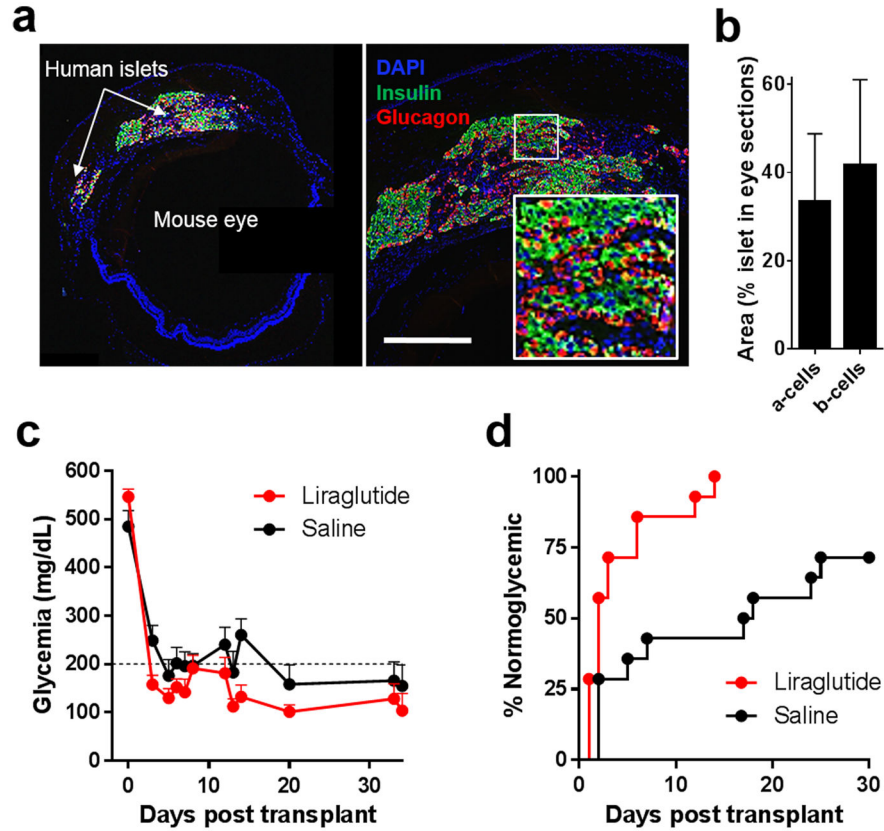 a
Human islets
Mouse eye
DAPI
Insulin
Glucagon
b
Area (% islet in eye sections)
60
40
20
0
a-cells
b-cells
c
Glycemia (mg/dL)
600
500
400
300
200
100
0
Liraglutide
Saline
0 10 20 30
Days post transplant
d
% Normoglycemic
100
75
50
25
0
Liraglutide
Saline
0 10 20 30
Days post transplant